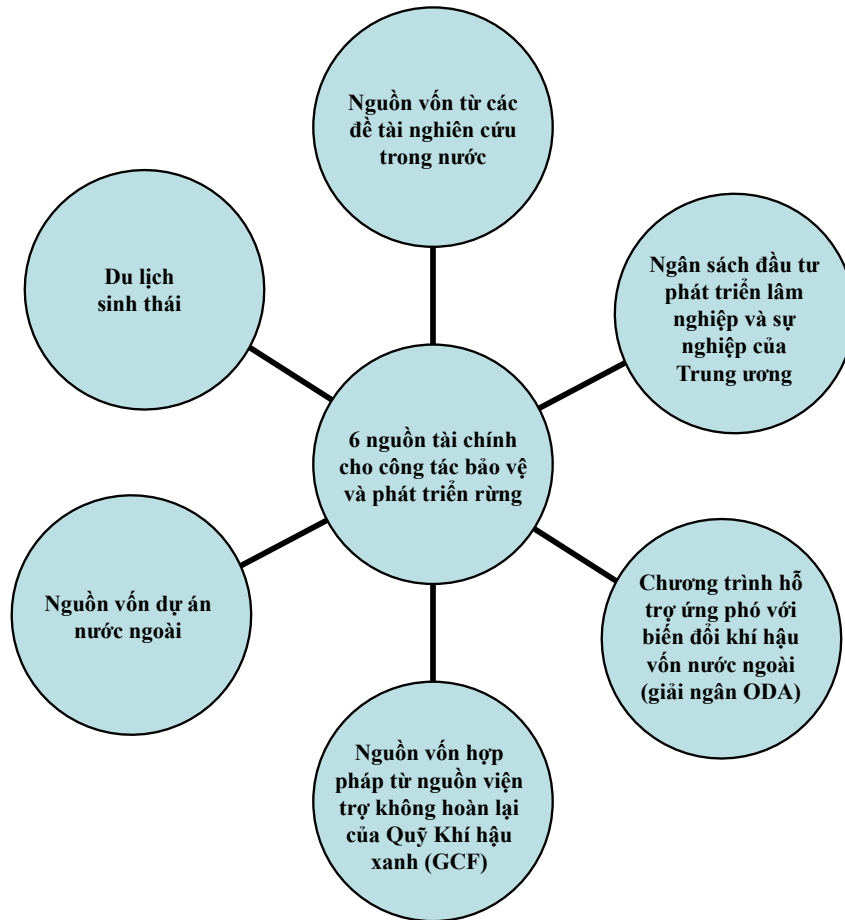 Nguồn vốn từ các
đề tài nghiên cứu
trong nước
Du lịch
sinh thái
Ngân sách đầu tư
phát triển lâm
nghiệp và sự
nghiệp của
Trung ương
6 nguồn tài chính
cho công tác bảo vệ
và phát triển rừng
Nguồn vốn dự án
nước ngoài
Chương trình hỗ
trợ ứng phó với
biến đổi khí hậu
vốn nước ngoài
(giải ngân ODA)
Nguồn vốn hợp
pháp từ nguồn viện
trợ không hoàn lại
của Quỹ Khí hậu
xanh (GCF)